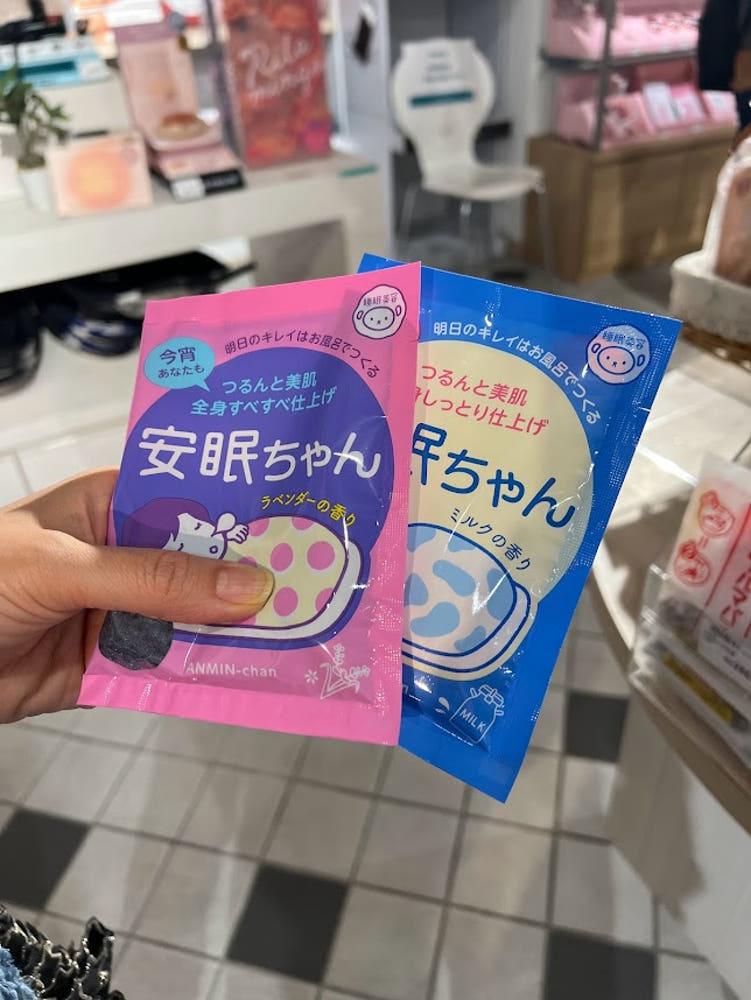 睡眠美容
明日のキレイはお風呂でつくる
今宵
あなたも
つるんと美肌
全身すべすべ仕上げ
安眠ちゃん
ラベンダーの香り
ANMIN-chan
睡眠美容
明日のキレイはお風呂でつくる
つるんと美肌
しっとり仕上げ
眠ちゃん
ミルクの香り
MILK